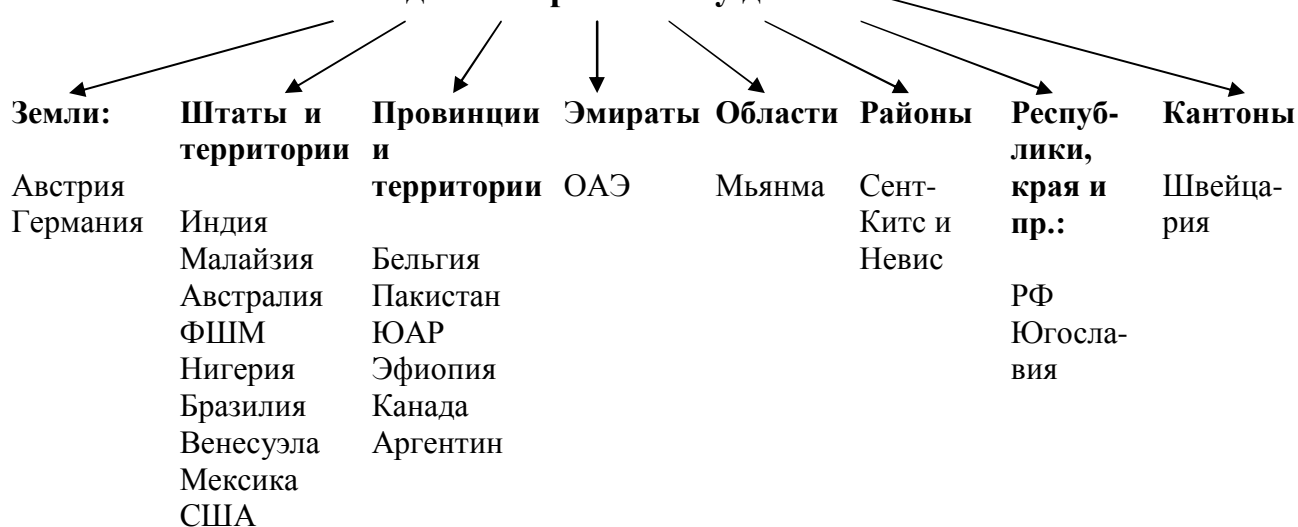 Земли:
Австрия
Германия
Штаты и
территории
Индия
Малайзия
Австралия
ФШМ
Нигерия
Бразилия
Венесуэла
Мексика
США
Провинции
и
территории
Бельгия
Пакистан
ЮАР
Эфиопия
Канада
Аргентин
Эмираты
ОАЭ
Области
Мьянма
Районы
Сент-
Китс и
Невис
Респуб-
лики,
края и
пр.:
РФ
Югосла-
вия
Кантоны
Швейца-
рия